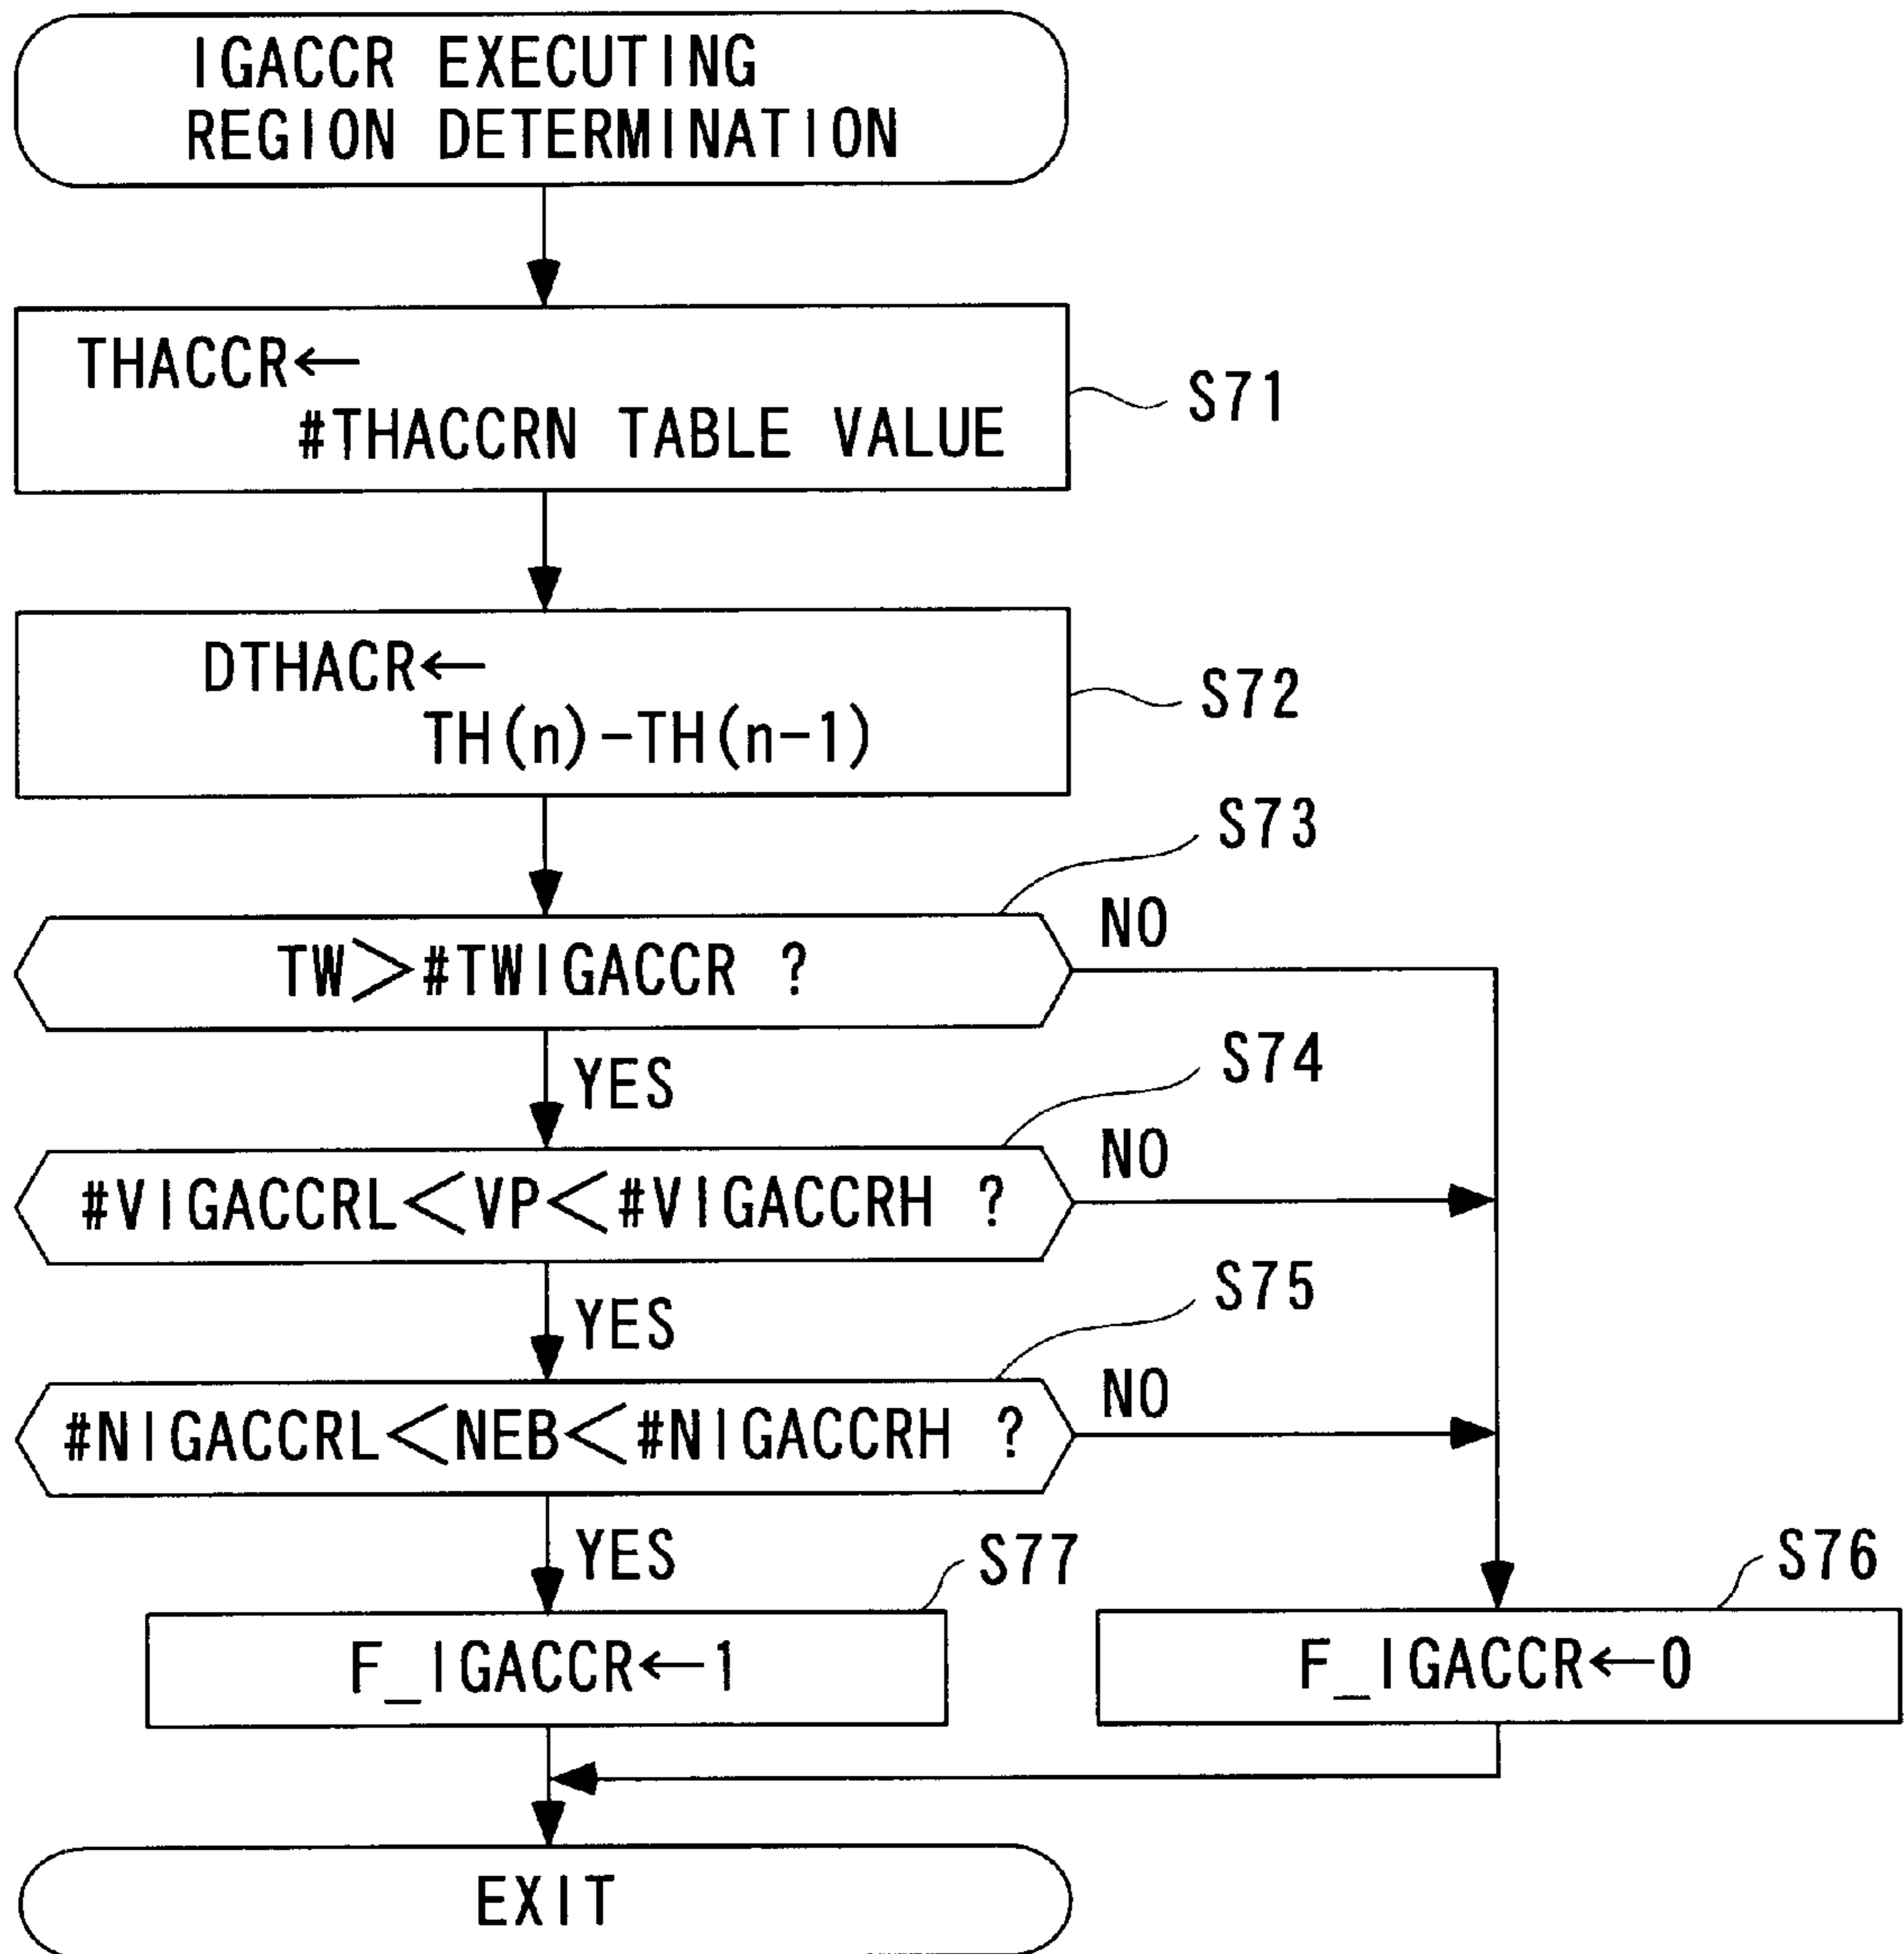 IGACCR EXECUTING
REGION DETERMINATION
THACCR←
#THACCRN TABLE VALUE
S71
DTHACR←
TH(n)-TH(n-1)
S72
S73
TW>#TWIGACCR ?
NO
YES
S74
#VIGACCRL<VP<#VIGACCRH ?
NO
YES
S75
#NIGACCRL<NEB<#NIGACCRH ?
NO
YES
S77
S76
F_IGACCR←1
F_IGACCR←0
EXIT